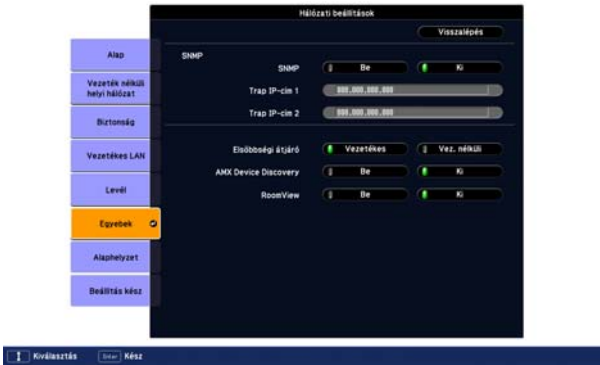 Hálózati beállítások
Visszalépés
Alap
Vezeték nélküli
helyi hálózat
Biztonság
Vezetékes LAN
Levél
Egyebek
Alaphelyzet
Beállítás kész
SNMP
SNMP Be Ki
Trap IP-cím 1 000.000.000.000
Trap IP-cím 2 000.000.000.000
Elsőbbségi átjáró Vezetékes Vez. nélküli
AMX Device Discovery Be Ki
RoomView Be Ki
Kiválasztás Enter Kész